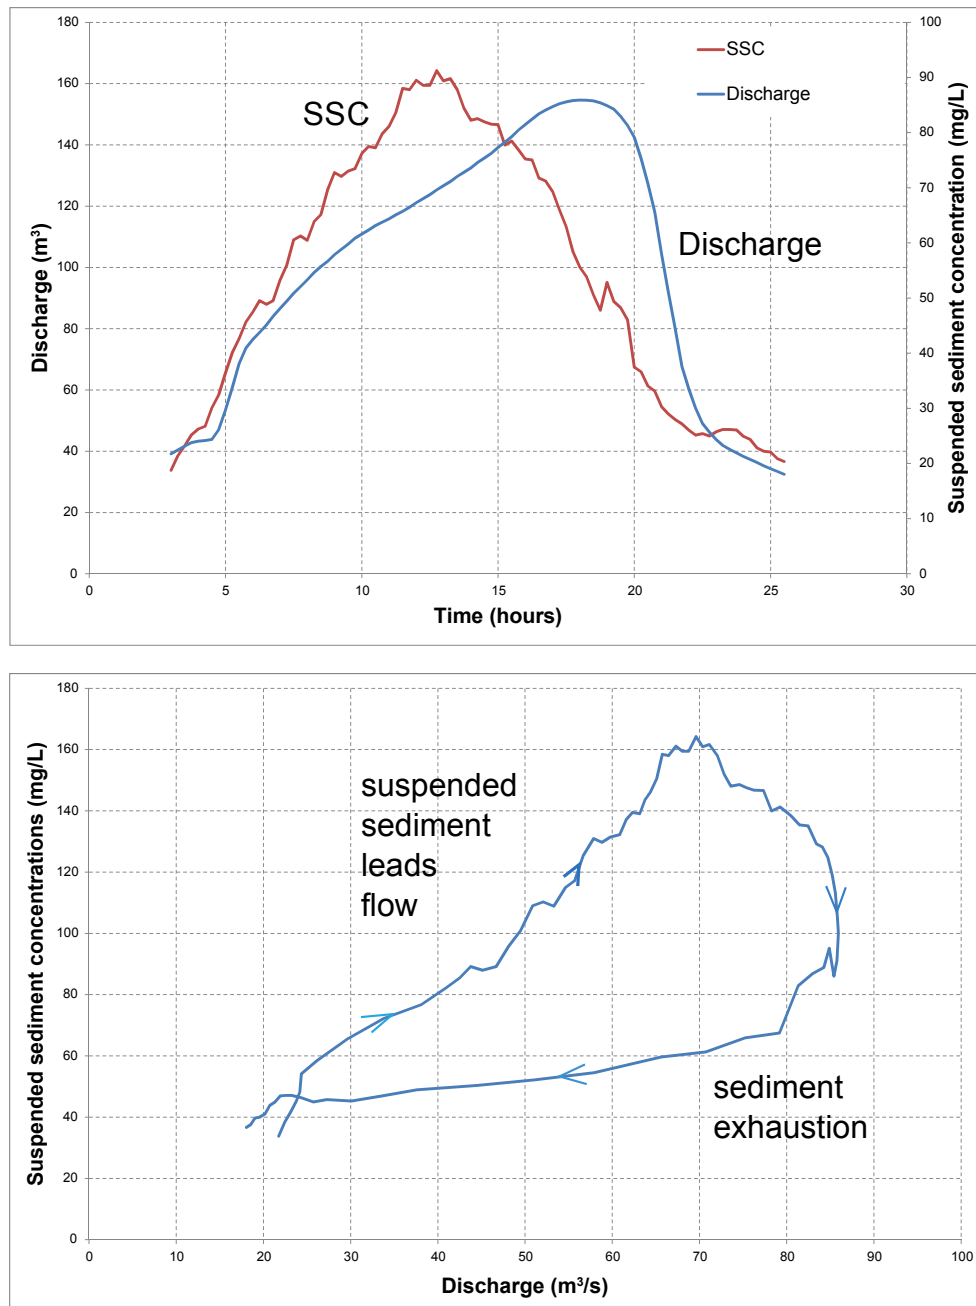 180
160
140
120
100
80
60
40
20
0
100
90
80
70
60
50
40
30
20
10
0
0 5 10 15 20 25 30
Discharge (m³)
Suspended sediment concentration (mg/L)
Time (hours)
SSC
Discharge
SSC
Discharge
180
160
140
120
100
80
60
40
20
0
0 10 20 30 40 50 60 70 80 90 100
Suspended sediment concentrations (mg/L)
Discharge (m³/s)
suspended
sediment
leads
flow
sediment
exhaustion